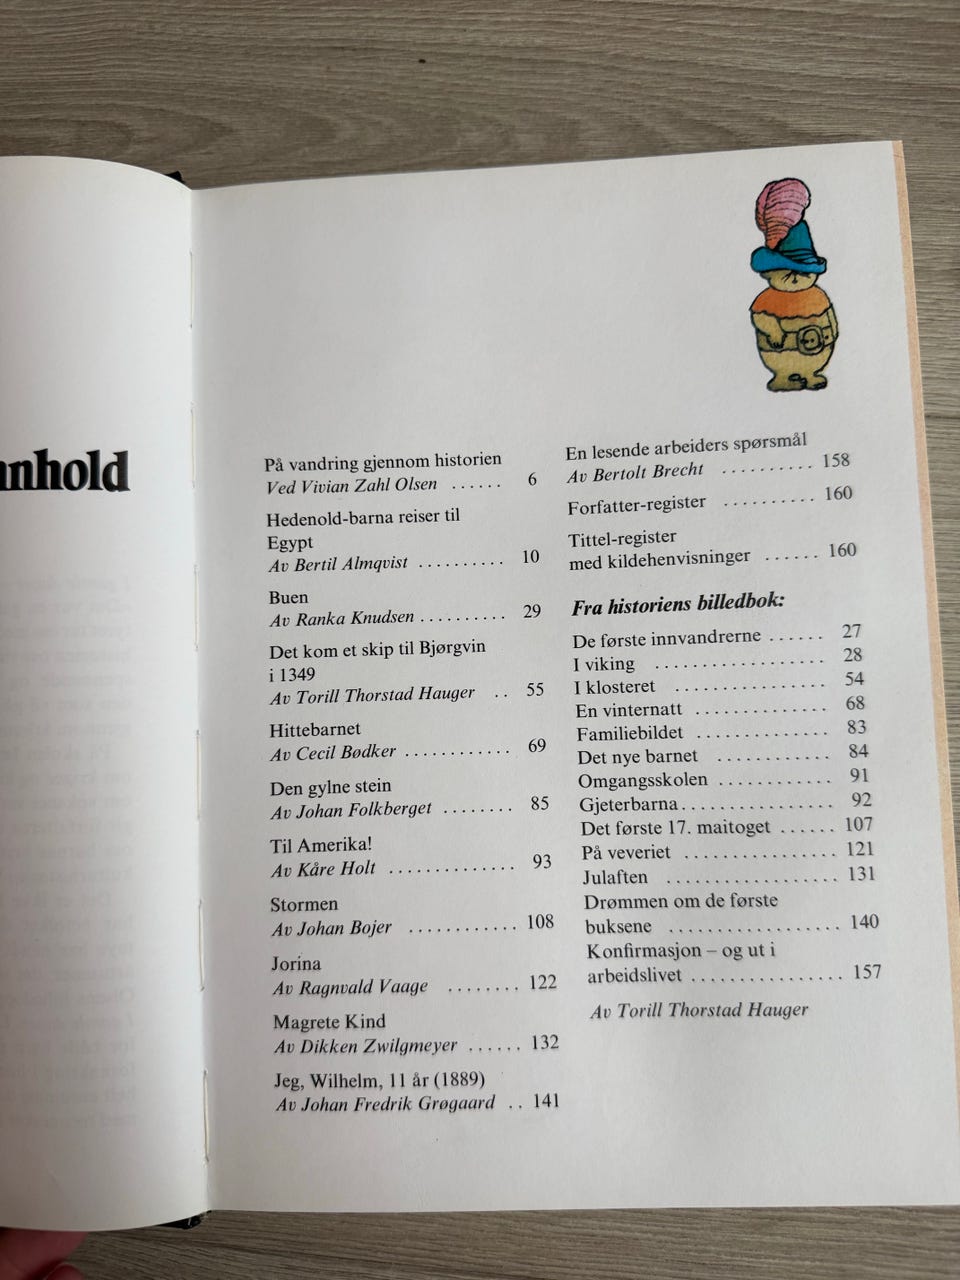 nnhold
På vandring gjennom historien
Ved Vivian Zahl Olsen ...... 6
Hedenold-barna reiser til
Egypt
Av Bertil Almqvist .......... 10
Buen
Av Ranka Knudsen .......... 29
Det kom et skip til Bjørgvin
i 1349
Av Torill Thorstad Hauger .. 55
Hittebarnet
Av Cecil Bødker ............ 69
Den gylne stein
Av Johan Folkberget ........ 85
Til Amerika!
Av Kåre Holt .............. 93
Stormen
Av Johan Bojer ............ 108
Jorina
Av Ragnvald Vaage ........ 122
Magrete Kind
Av Dikken Zwilgmeyer ...... 132
Jeg, Wilhelm, 11 år (1889)
Av Johan Fredrik Grøgaard .. 141
En lesende arbeiders spørsmål
Av Bertolt Brecht .......... 158
Forfatter-register .......... 160
Tittel-register
med kildehenvisninger ...... 160
Fra historiens billedbok:
De første innvandrerne ...... 27
I viking .................. 28
I klosteret ................ 54
En vinternatt .............. 68
Familiebildet .............. 83
Det nye barnet ............ 84
Omgangsskolen ............ 91
Gjeterbarna................ 92
Det første 17. maitoget ...... 107
På veveriet ................ 121
Julaften .................. 131
Drømmen om de første
buksene .................. 140
Konfirmasjon – og ut i
arbeidslivet ................ 157
Av Torill Thorstad Hauger